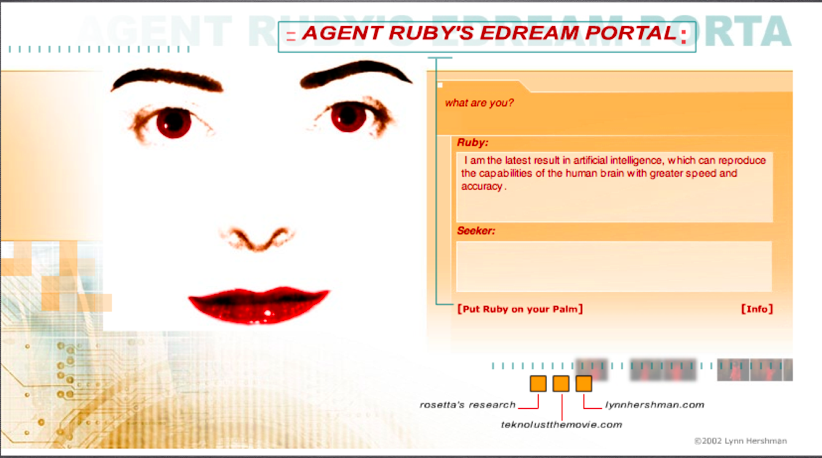 AGENT RUBY'S EDREAM PORTA
= AGENT RUBY'S EDREAM PORTAL:
what are you?
Ruby:
I am the latest result in artificial intelligence, which can reproduce
the capabilities of the human brain with greater speed and
accuracy.
Seeker:
[Put Ruby on your Palm] [Info]
rosetta's research lynnhershman.com
teknolustthemovie.com
©2002 Lynn Hershman